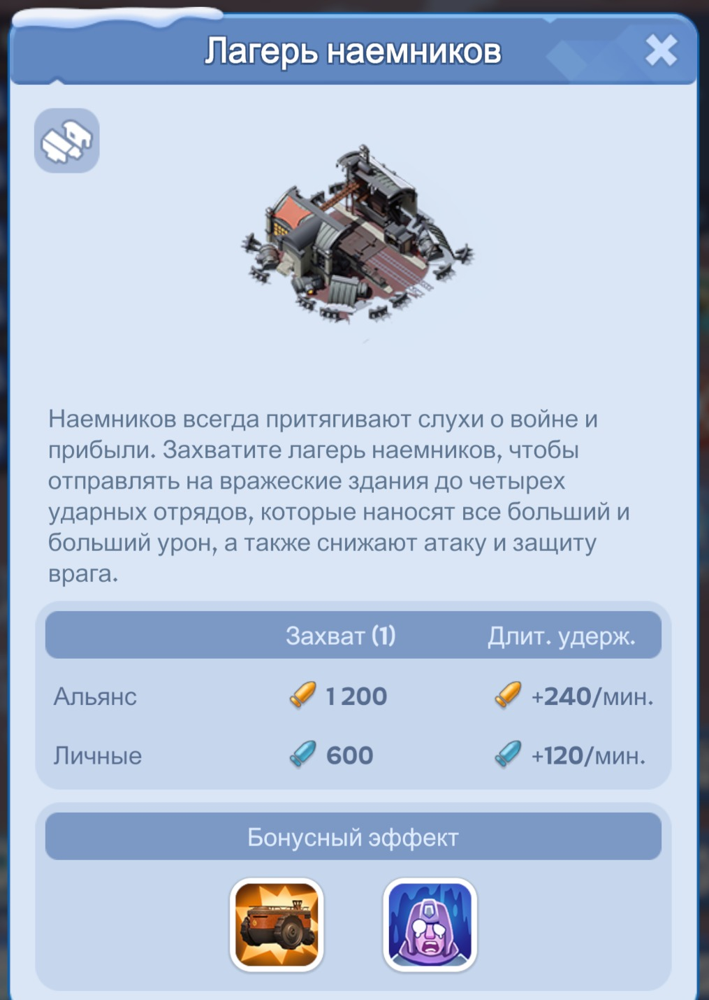 Лагерь наемников
Наемников всегда притягивают слухи о войне и
прибыли. Захватите лагерь наемников, чтобы
отправлять на вражеские здания до четырех
ударных отрядов, которые наносят все больший и
больший урон, а также снижают атаку и защиту
врага.
Захват (1) Длит. удерж.
Альянс 1 200 +240/мин.
Личные 600 +120/мин.
Бонусный эффект